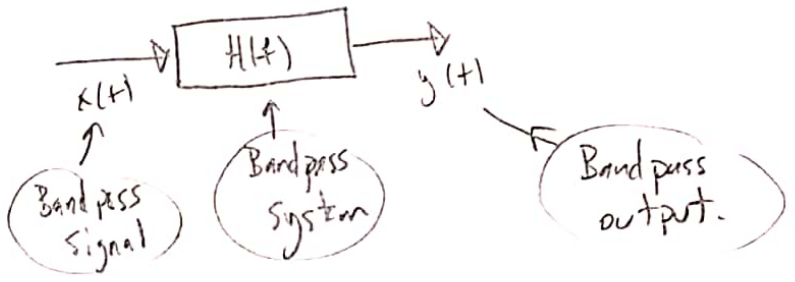 H(f)
x(t)
y(t)
Bandpass
signal
Bandpass
System
Bandpass
output.